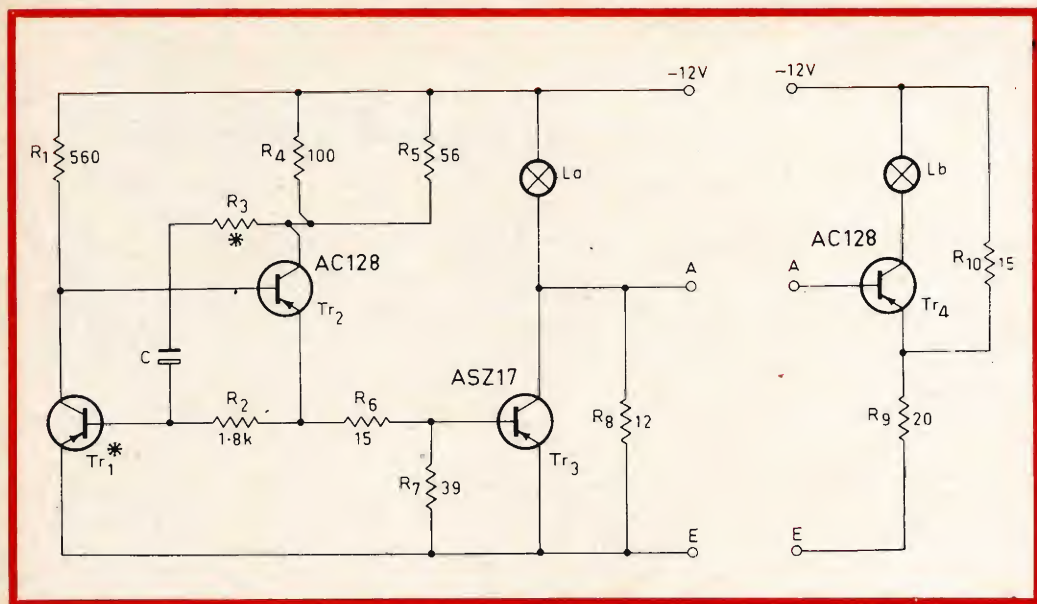 -12V
-12V
R1
560
R4
100
R5
56
La
Lb
R3
*
AC128
AC128
R10
15
A
A
Tr2
Tr4
C
ASZ17
R2
1·8k
R6
15
R8
12
R9
20
Tr1
*
R7
39
Tr3
E
E